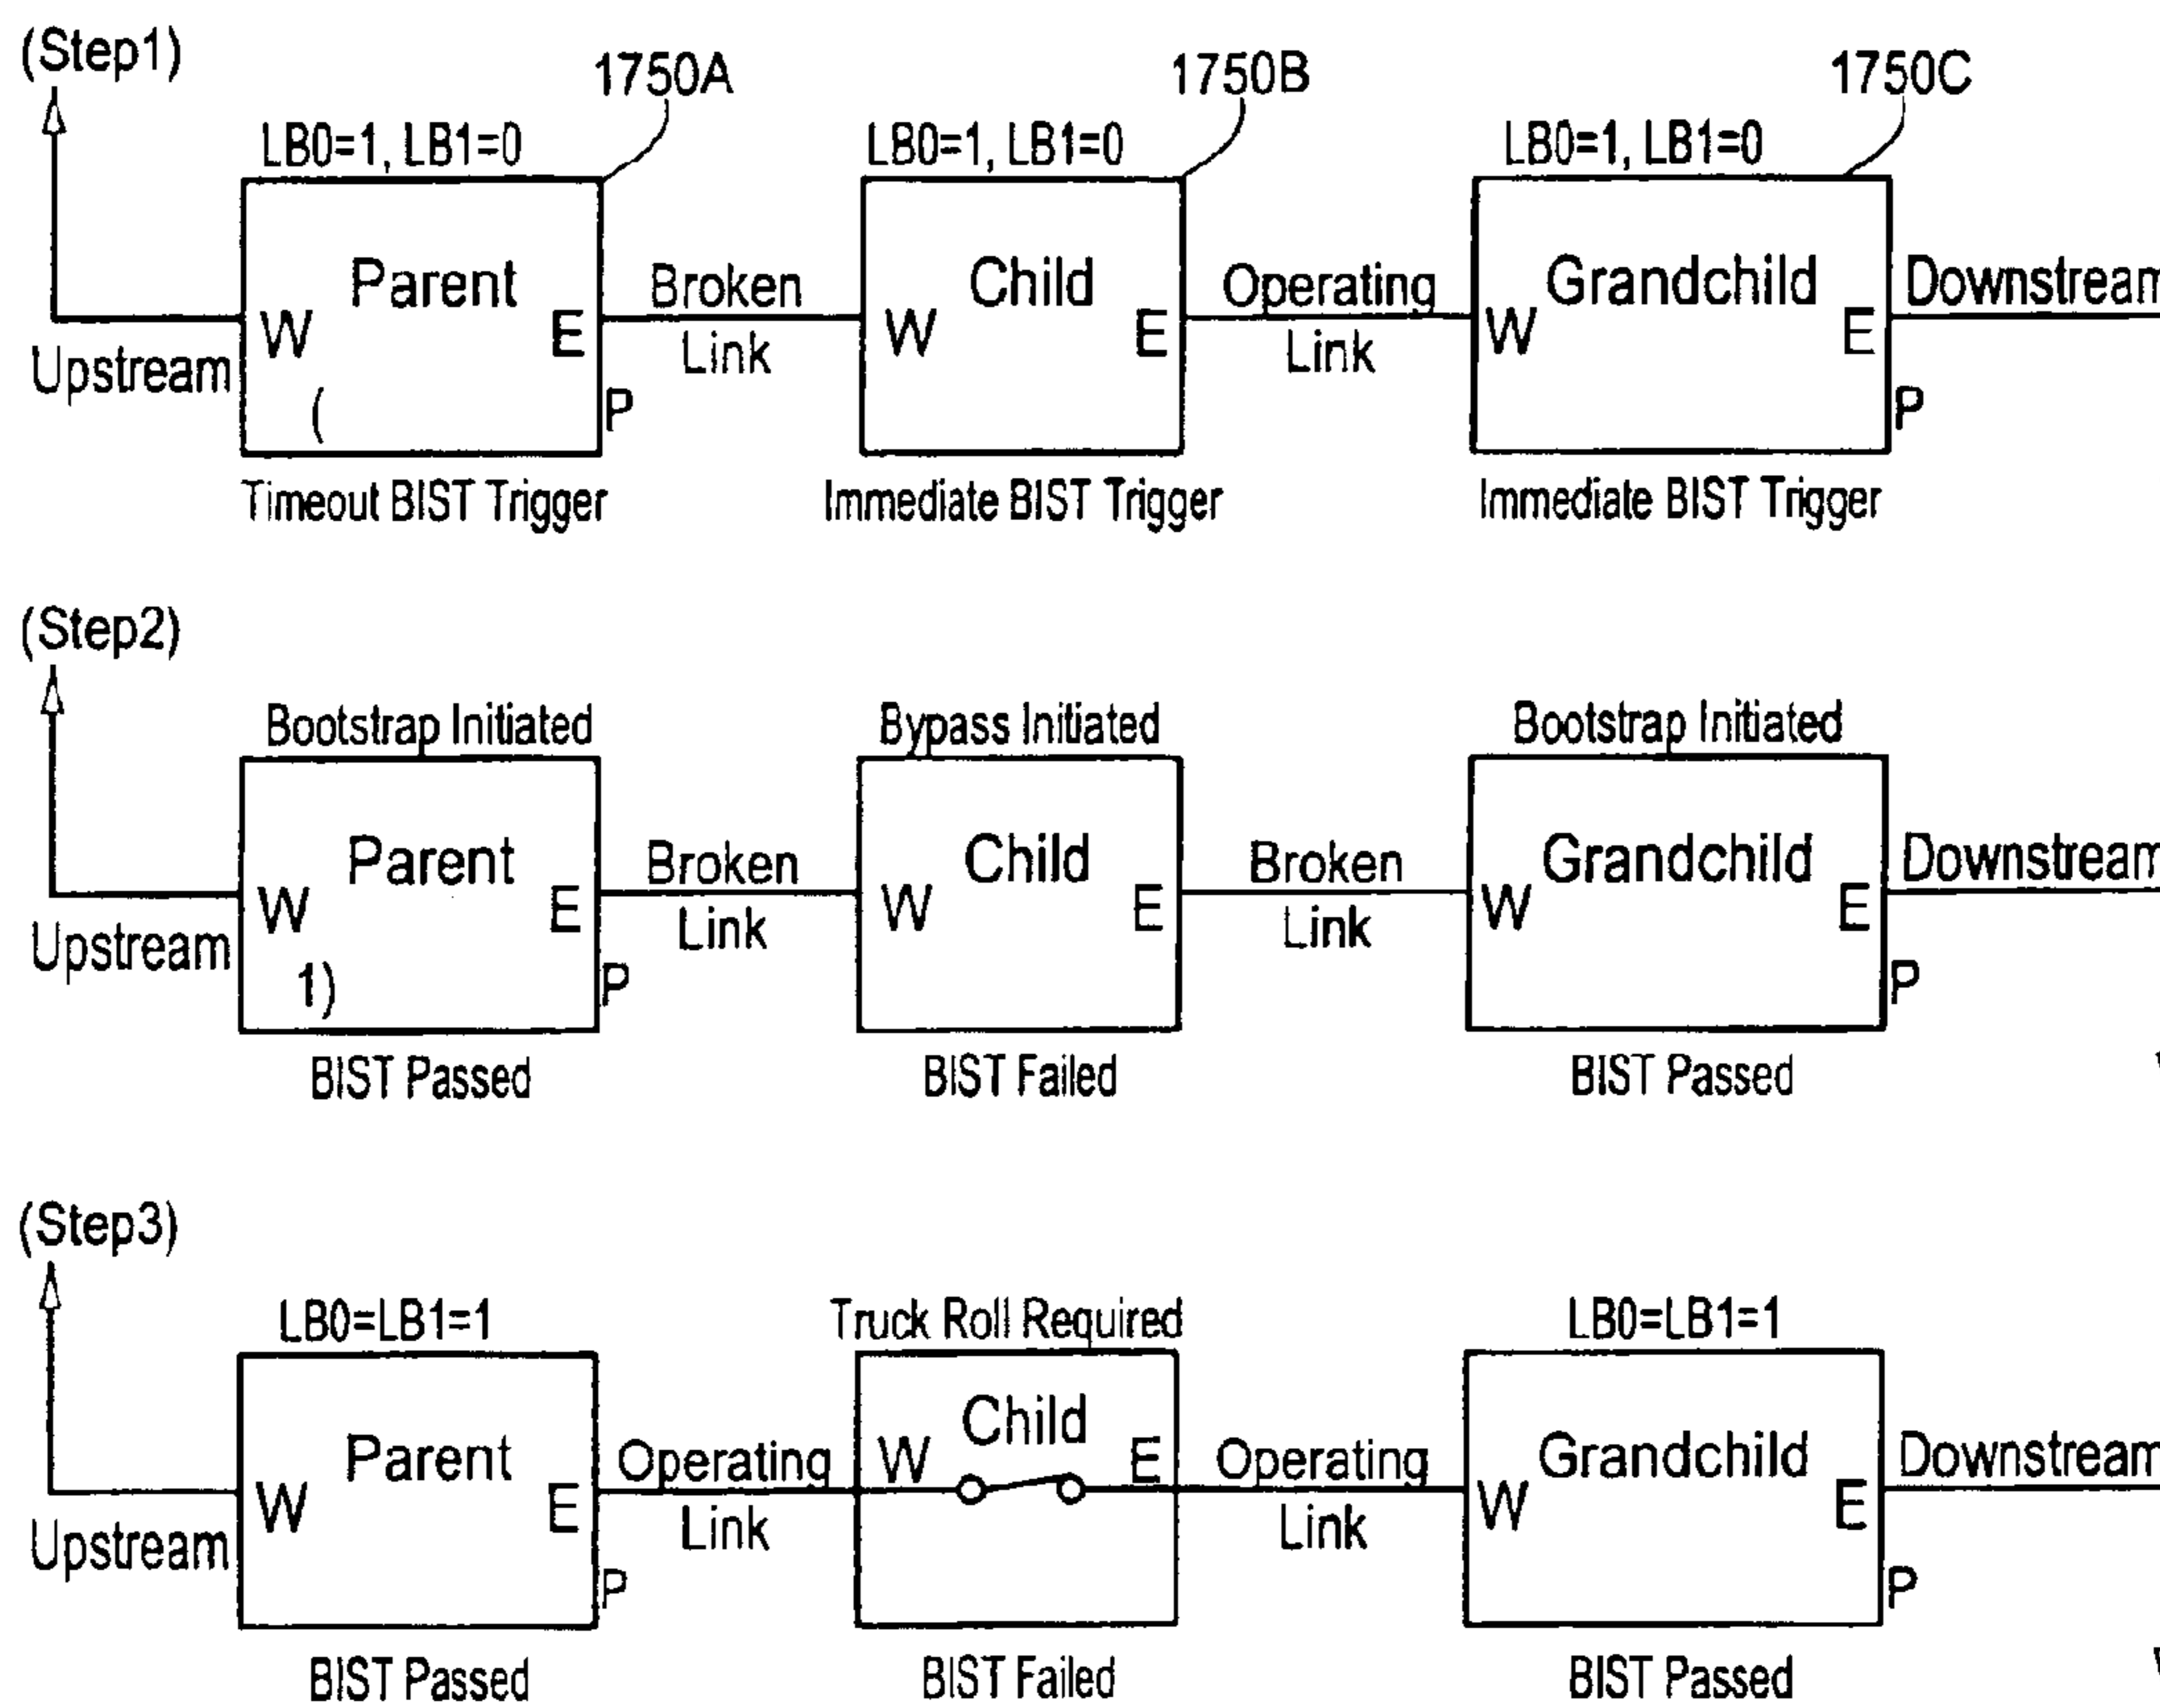 (Step1)
1750A
1750B
1750C
LB0=1, LB1=0
LB0=1, LB1=0
LB0=1, LB1=0
Parent
Broken
Link
Child
Operating
Link
Grandchild
Downstream
W
E
W
E
W
E
Upstream
(
P
P
Timeout BIST Trigger
Immediate BIST Trigger
Immediate BIST Trigger
(Step2)
Bootstrap Initiated
Bypass Initiated
Bootstrap Initiated
Parent
Broken
Link
Child
Broken
Link
Grandchild
Downstream
W
E
W
E
W
E
Upstream
1)
P
P
BIST Passed
BIST Failed
BIST Passed
(Step3)
LB0=LB1=1
Truck Roll Required
LB0=LB1=1
Parent
Operating
Link
Child
Operating
Link
Grandchild
Downstream
W
E
W
E
W
E
Upstream
P
P
BIST Passed
BIST Failed
BIST Passed